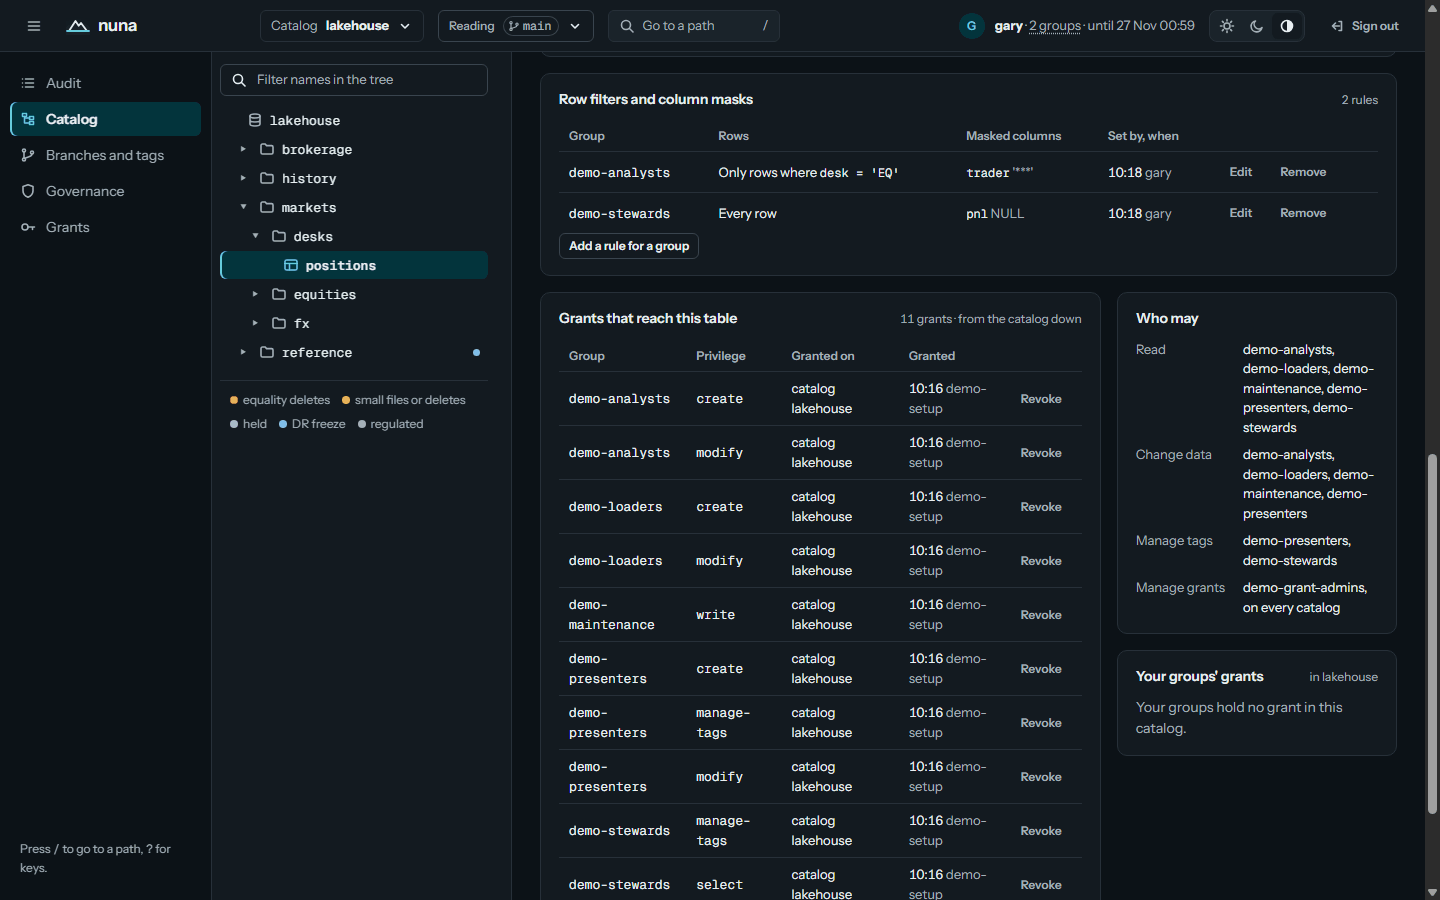 nuna
Catalog lakehouse
Reading main
Go to a path /
G
gary · 2 groups · until 27 Nov 00:59
Sign out
Audit
Catalog
Branches and tags
Governance
Grants
Press / to go to a path, ? for
keys.
Filter names in the tree
lakehouse
brokerage
history
markets
desks
positions
equities
fx
reference
equality deletes small files or deletes
held DR freeze regulated
Row filters and column masks 2 rules
Group Rows Masked columns Set by, when
demo-analysts Only rows where desk = 'EQ' trader '***' 10:18 gary Edit Remove
demo-stewards Every row pnl NULL 10:18 gary Edit Remove
Add a rule for a group
Grants that reach this table 11 grants · from the catalog down
Group Privilege Granted on Granted
demo-analysts create catalog lakehouse 10:16 demo-setup Revoke
demo-analysts modify catalog lakehouse 10:16 demo-setup Revoke
demo-loaders create catalog lakehouse 10:16 demo-setup Revoke
demo-loaders modify catalog lakehouse 10:16 demo-setup Revoke
demo-maintenance write catalog lakehouse 10:16 demo-setup Revoke
demo-presenters create catalog lakehouse 10:16 demo-setup Revoke
demo-presenters manage-tags catalog lakehouse 10:16 demo-setup Revoke
demo-presenters modify catalog lakehouse 10:16 demo-setup Revoke
demo-stewards manage-tags catalog lakehouse 10:16 demo-setup Revoke
demo-stewards select catalog lakehouse 10:16 demo-setup Revoke
Who may
Read demo-analysts,
demo-loaders, demo-
maintenance, demo-
presenters, demo-
stewards
Change data demo-analysts,
demo-loaders, demo-
maintenance, demo-
presenters
Manage tags demo-presenters,
demo-stewards
Manage grants demo-grant-admins,
on every catalog
Your groups' grants in lakehouse
Your groups hold no grant in this
catalog.